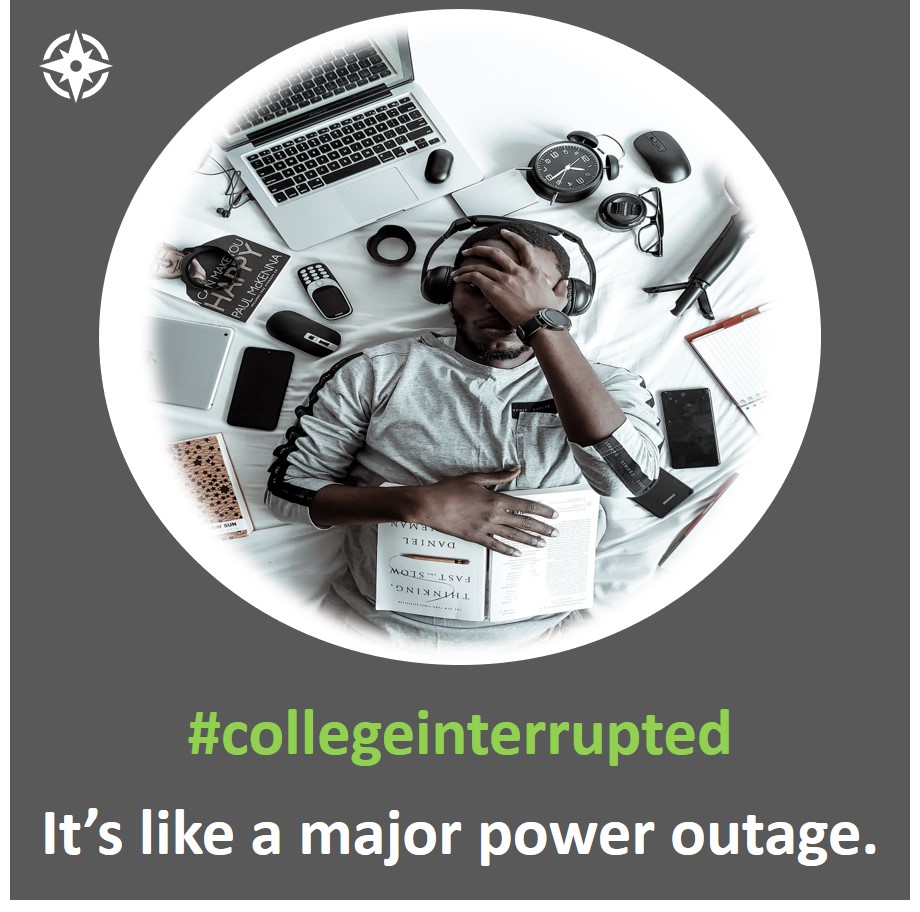 I CAN MAKE YOU
HAPPY
PAUL McKENNA
THINKING,
FAST AND SLOW
DANIEL
#collegeinterrupted
It’s like a major power outage.